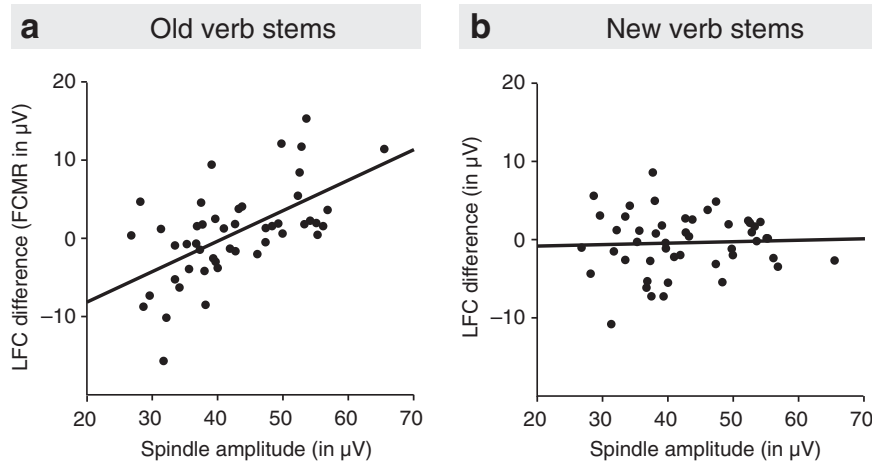 a Old verb stems
LFC difference (FCMR in µV)
20
10
0
–10
20 30 40 50 60 70
Spindle amplitude (in µV)
b New verb stems
LFC difference (in µV)
20
10
0
–10
20 30 40 50 60 70
Spindle amplitude (in µV)